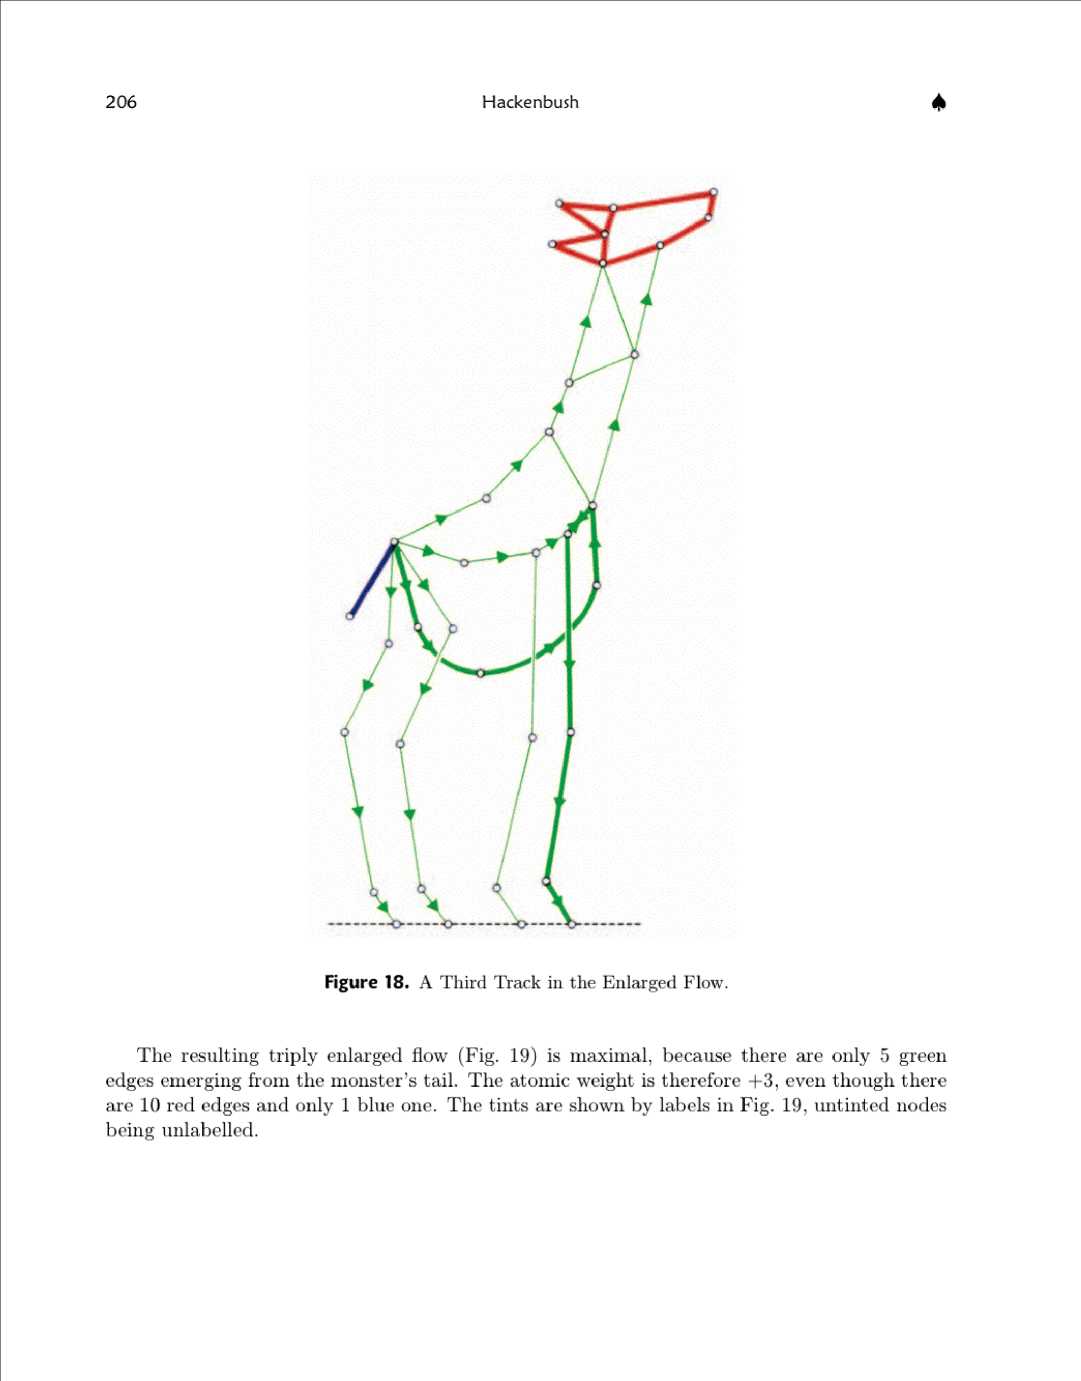 206 Hackenbush ♠
Figure 18. A Third Track in the Enlarged Flow.
The resulting triply enlarged flow (Fig. 19) is maximal, because there are only 5 green
edges emerging from the monster's tail. The atomic weight is therefore +3, even though there
are 10 red edges and only 1 blue one. The tints are shown by labels in Fig. 19, untinted nodes
being unlabelled.